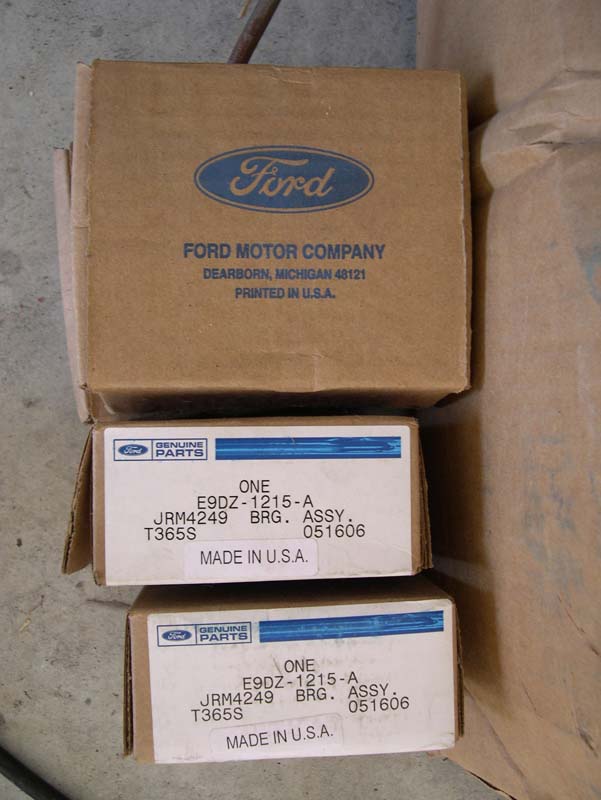 Ford
FORD MOTOR COMPANY
DEARBORN, MICHIGAN 48121
PRINTED IN U.S.A.
Ford GENUINE
PARTS
ONE
E9DZ-1215-A
JRM4249 BRG. ASSY.
T365S 051606
MADE IN U.S.A.
Ford GENUINE
PARTS
ONE
E9DZ-1215-A
JRM4249 BRG. ASSY.
T365S 051606
MADE IN U.S.A.